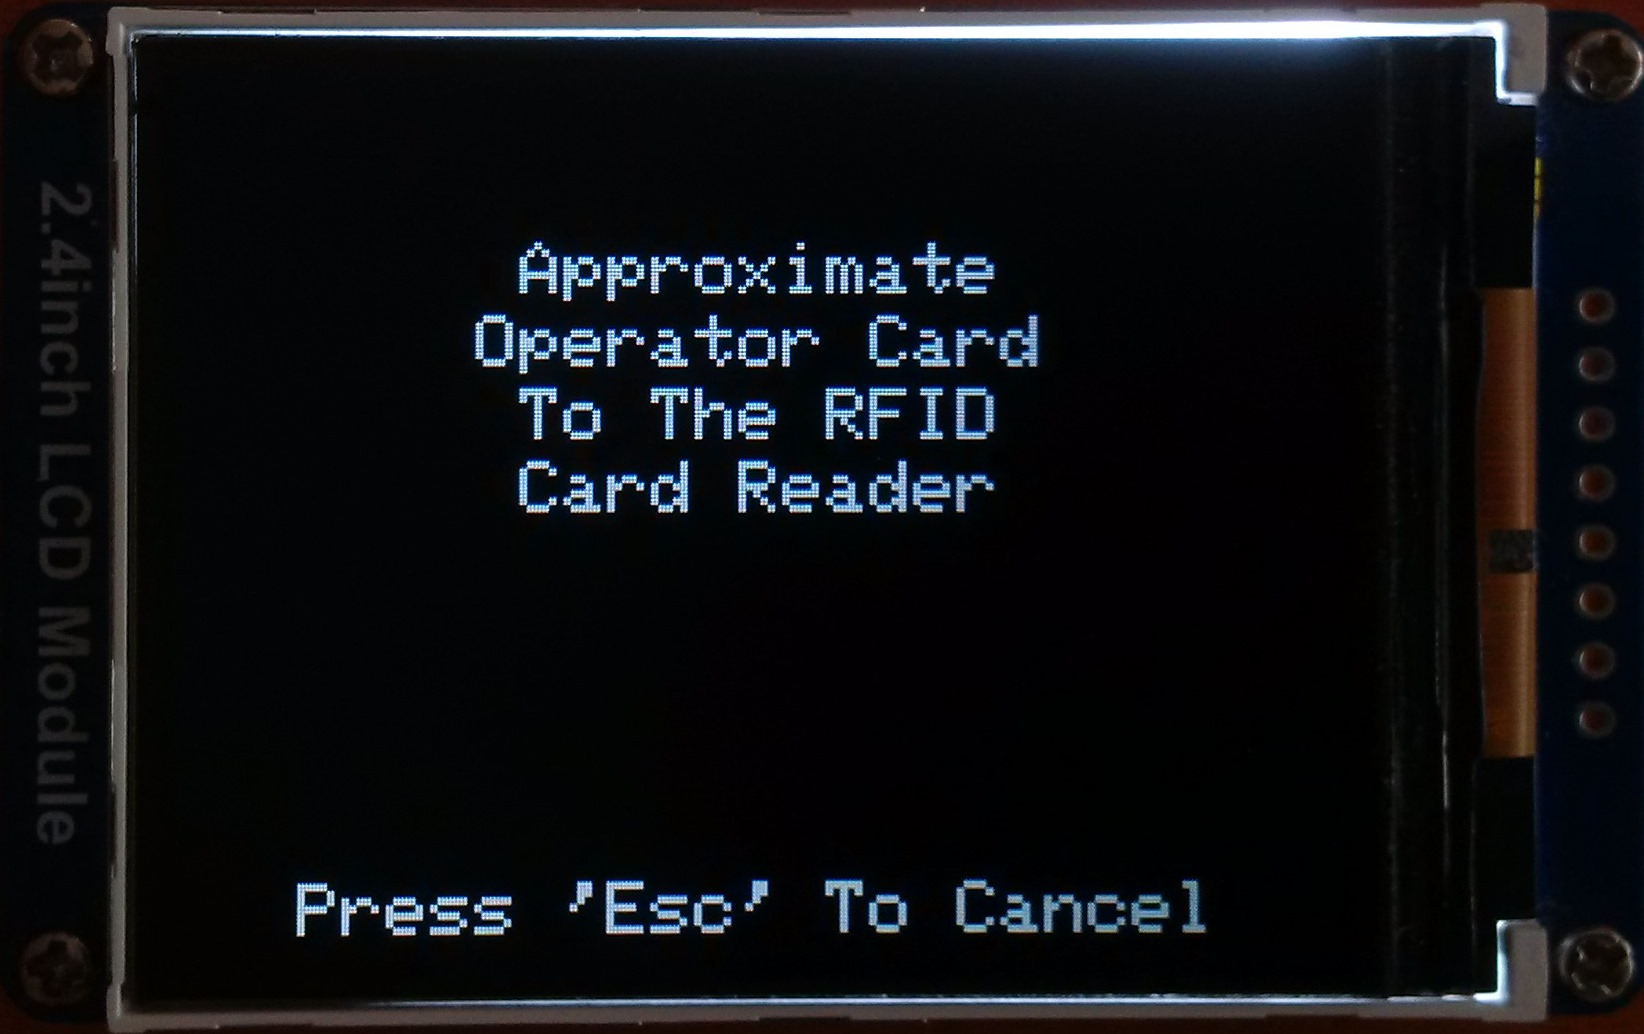 Approximate
Operator Card
To The RFID
Card Reader
Press 'Esc' To Cancel
2.4inch LCD Module